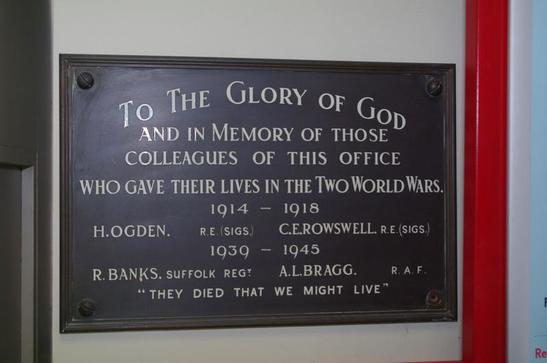 TO THE GLORY OF GOD
AND IN MEMORY OF THOSE
COLLEAGUES OF THIS OFFICE
WHO GAVE THEIR LIVES IN THE TWO WORLD WARS.
1914 – 1918
H.OGDEN. R.E.(SIGS.) C.E.ROWSWELL. R.E.(SIGS.)
1939 – 1945
R.BANKS. SUFFOLK REGT. A.L.BRAGG. R.A.F.
"THEY DIED THAT WE MIGHT LIVE"